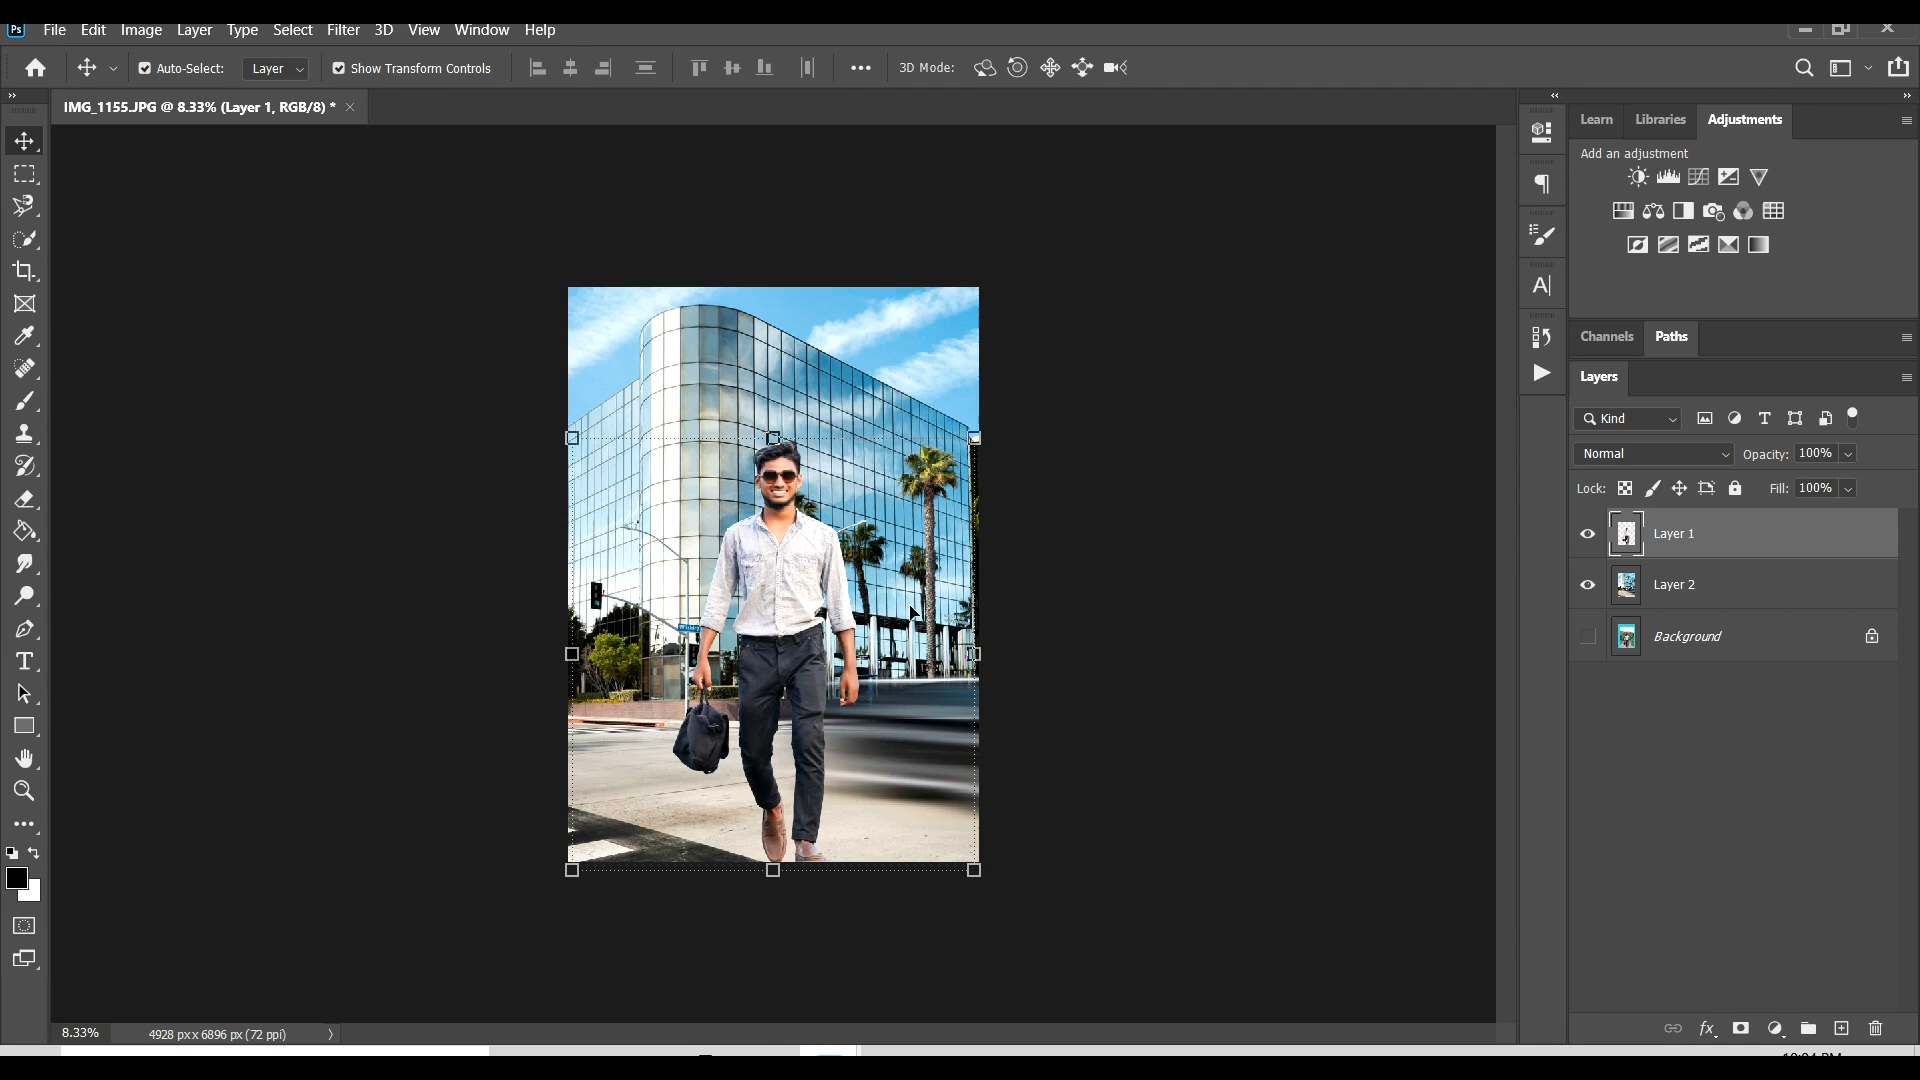 Ps File Edit Image Layer Type Select Filter 3D View Window Help
Auto-Select: Layer Show Transform Controls 3D Mode:
IMG_1155.JPG @ 8.33% (Layer 1, RGB/8) *
Learn Libraries Adjustments
Add an adjustment
Channels Paths
Layers
Kind
Normal Opacity: 100%
Lock: Fill: 100%
Layer 1
Layer 2
Background
fx
8.33% 4928 px x 6896 px (72 ppi)